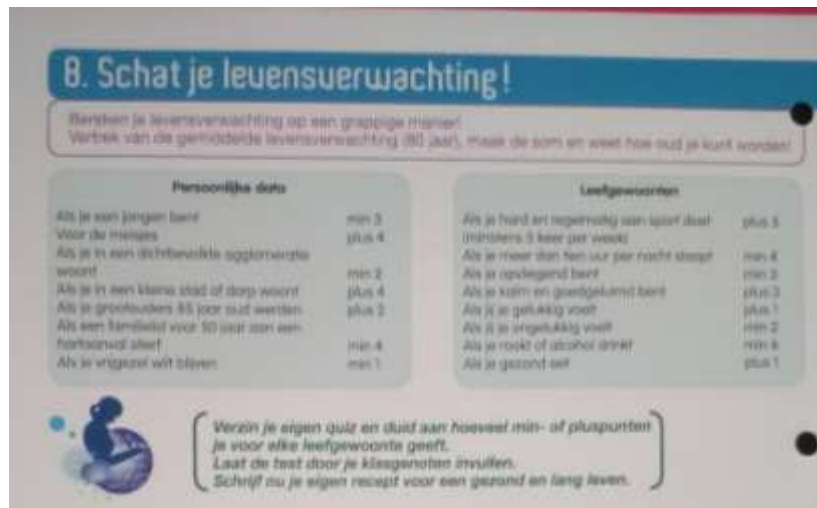 8. Schat je levensverwachting!
Bereken je levensverwachting op een grappige manier!
Vertrek van de gemiddelde levensverwachting (80 jaar), maak de som en weet hoe oud je kunt worden!
Persoonlijke data
Als je een jongen bent min 3
Voor de meisjes plus 4
Als je in een dichtbevolkte agglomeratie
woont min 2
Als je in een kleine stad of dorp woont plus 4
Als je grootouders 85 jaar oud werden plus 2
Als een familielid voor 50 jaar aan een
hartaanval stierf min 4
Als je vrijgezel wilt blijven min 1
Leefgewoonten
Als je hard en regelmatig aan sport doet plus 3
(minstens 5 keer per week)
Als je meer dan tien uur per nacht slaapt min 4
Als je opvliegend bent min 3
Als je kalm en goedgeluimd bent plus 3
Als jij je gelukkig voelt plus 1
Als jij je ongelukkig voelt min 2
Als je rookt of alcohol drinkt min 6
Als je gezond eet plus 1
Verzin je eigen quiz en duid aan hoeveel min- of pluspunten
je voor elke leefgewoonte geeft.
Laat de test door je klasgenoten invullen.
Schrijf nu je eigen recept voor een gezond en lang leven.